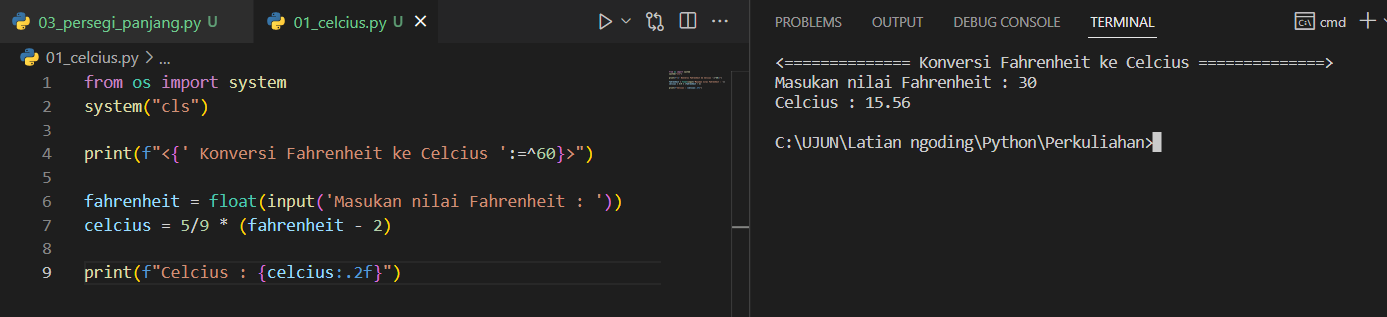 03_persegi_panjang.py U
01_celcius.py U
01_celcius.py > ...
1 from os import system
2 system("cls")
3
4 print(f"<{' Konversi Fahrenheit ke Celcius ':=^60}>")
5
6 fahrenheit = float(input('Masukan nilai Fahrenheit : '))
7 celcius = 5/9 * (fahrenheit - 2)
8
9 print(f"Celcius : {celcius:.2f}")
PROBLEMS OUTPUT DEBUG CONSOLE TERMINAL
cmd
<============== Konversi Fahrenheit ke Celcius ==============>
Masukan nilai Fahrenheit : 30
Celcius : 15.56
C:\UJUN\Latian ngoding\Python\Perkuliahan>